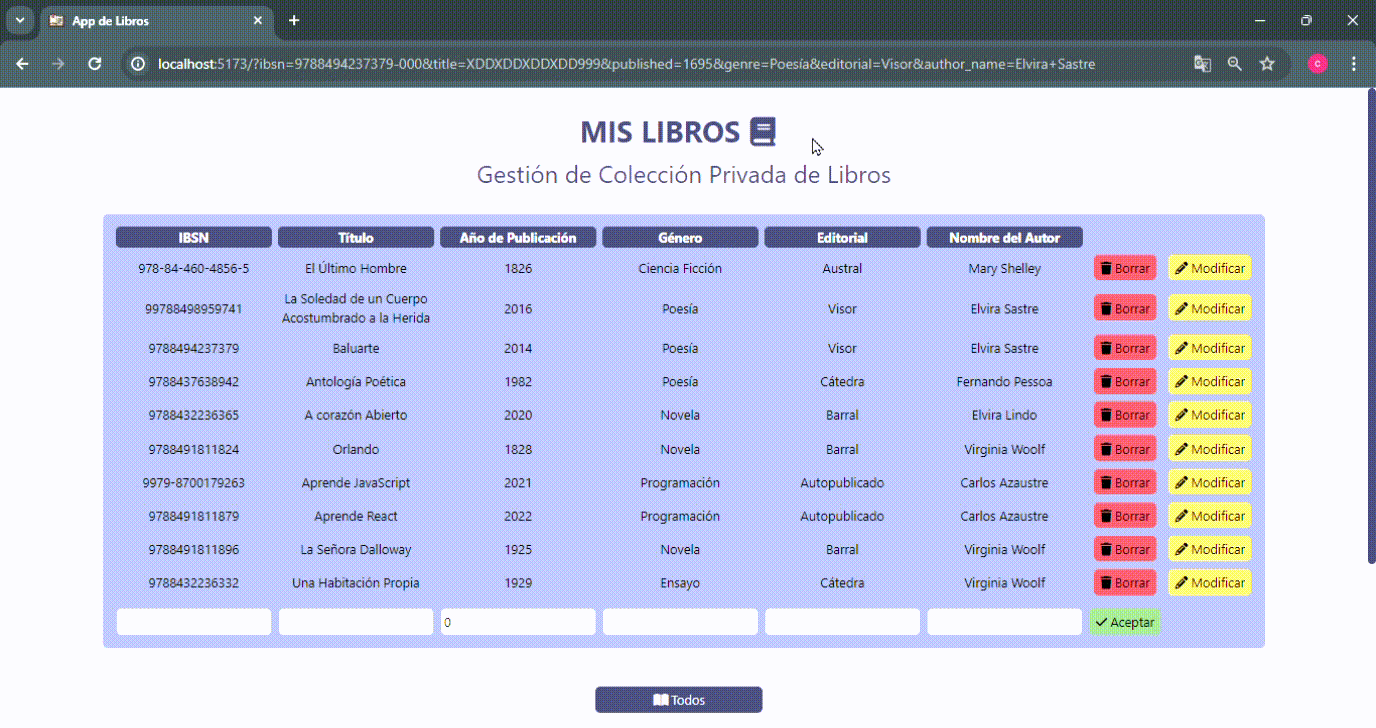 App de Libros
localhost:5173/?ibsn=9788494237379-000&title=XDDXDDXDDXDD999&published=1695&genre=Poesía&editorial=Visor&author_name=Elvira+Sastre
c
MIS LIBROS
Gestión de Colección Privada de Libros
IBSN Título Año de Publicación Género Editorial Nombre del Autor
978-84-460-4856-5 El Último Hombre 1826 Ciencia Ficción Austral Mary Shelley Borrar Modificar
99788498959741 La Soledad de un Cuerpo Acostumbrado a la Herida 2016 Poesía Visor Elvira Sastre Borrar Modificar
9788494237379 Baluarte 2014 Poesía Visor Elvira Sastre Borrar Modificar
9788437638942 Antología Poética 1982 Poesía Cátedra Fernando Pessoa Borrar Modificar
9788432236365 A corazón Abierto 2020 Novela Barral Elvira Lindo Borrar Modificar
9788491811824 Orlando 1828 Novela Barral Virginia Woolf Borrar Modificar
9979-8700179263 Aprende JavaScript 2021 Programación Autopublicado Carlos Azaustre Borrar Modificar
9788491811879 Aprende React 2022 Programación Autopublicado Carlos Azaustre Borrar Modificar
9788491811896 La Señora Dalloway 1925 Novela Barral Virginia Woolf Borrar Modificar
9788432236332 Una Habitación Propia 1929 Ensayo Cátedra Virginia Woolf Borrar Modificar
0 Aceptar
Todos